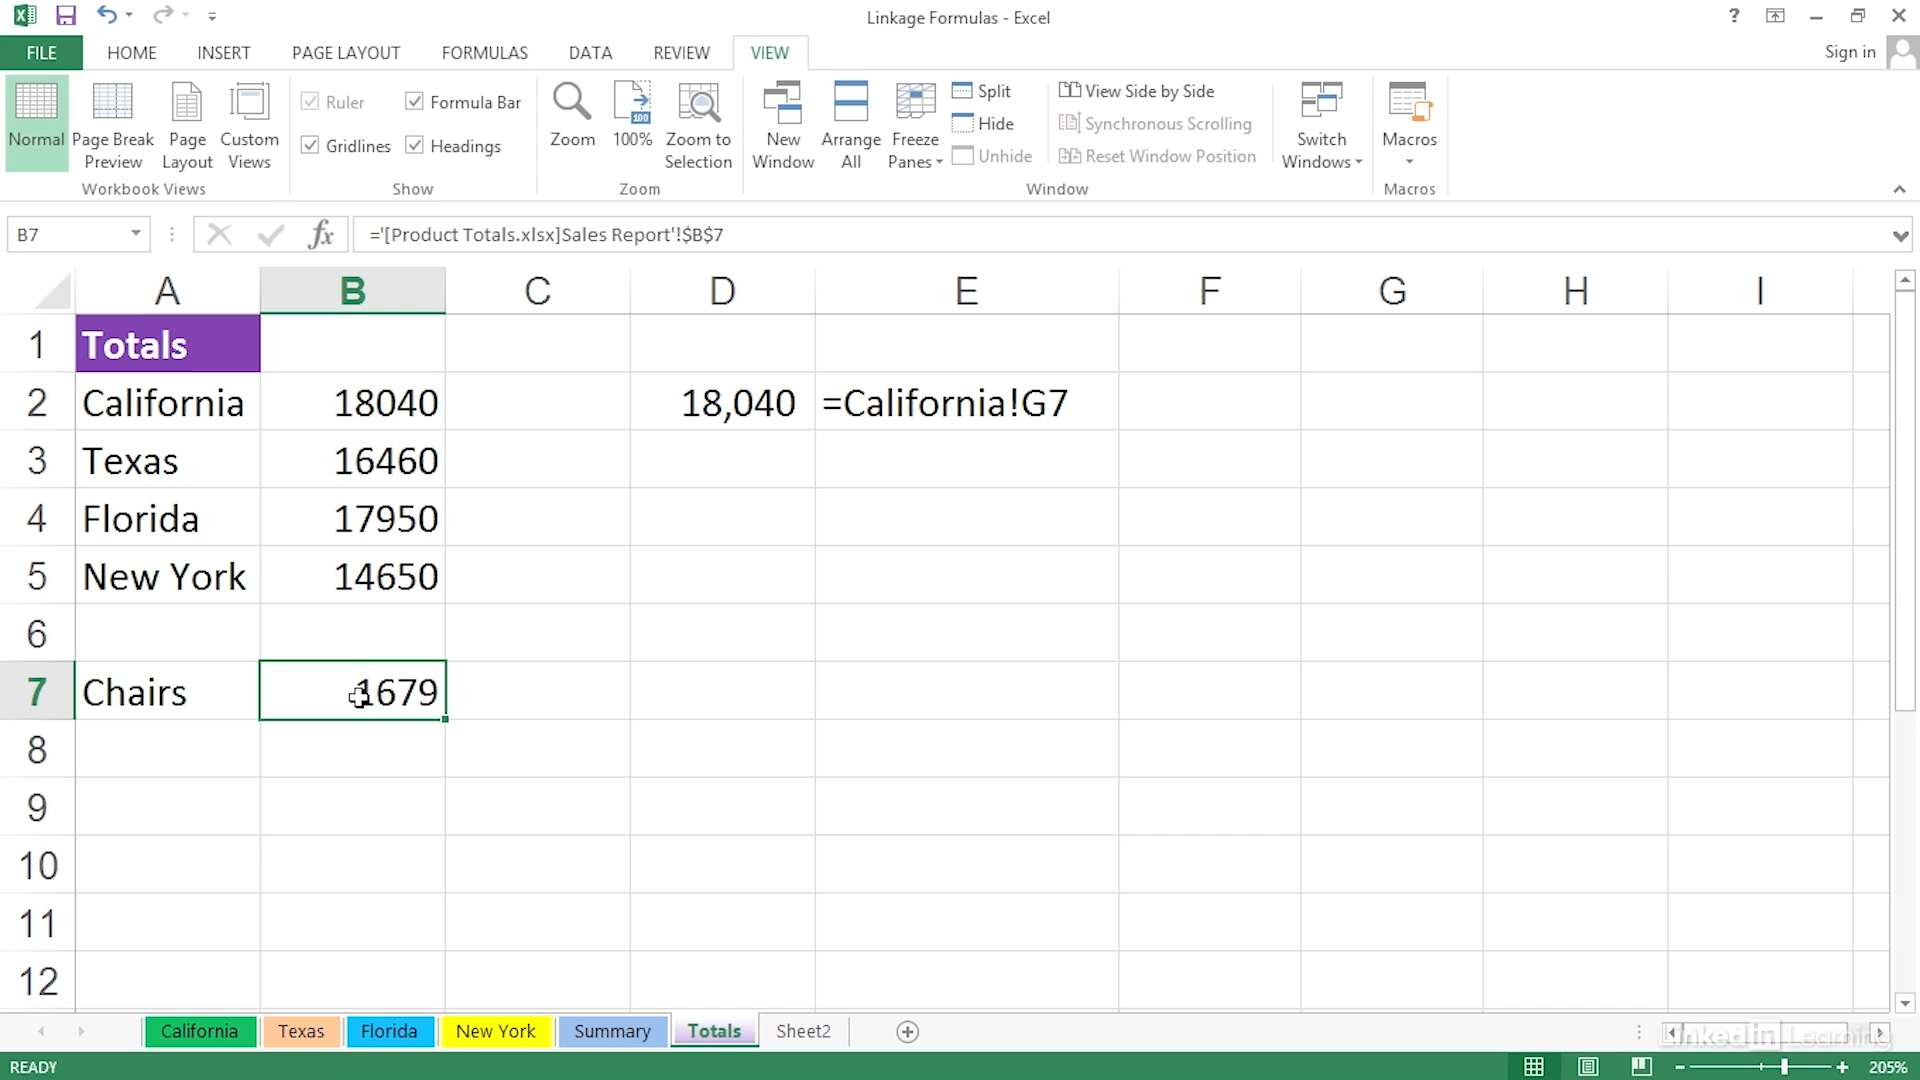 Linkage Formulas - Excel
?
FILE HOME INSERT PAGE LAYOUT FORMULAS DATA REVIEW VIEW Sign in
Normal
Page Break Preview
Page Layout
Custom Views
Workbook Views
Ruler
Formula Bar
Gridlines
Headings
Show
Zoom
100
100%
Zoom to Selection
Zoom
New Window
Arrange All
Freeze Panes
Split
Hide
Unhide
View Side by Side
Synchronous Scrolling
Reset Window Position
Window
Switch Windows
Macros
Macros
B7 fx ='[Product Totals.xlsx]Sales Report'!$B$7
A B C D E F G H I
1 Totals
2 California 18040 18,040 =California!G7
3 Texas 16460
4 Florida 17950
5 New York 14650
6
7 Chairs 1679
8
9
10
11
12
California Texas Florida New York Summary Totals Sheet2
Linked in Learning
READY 205%